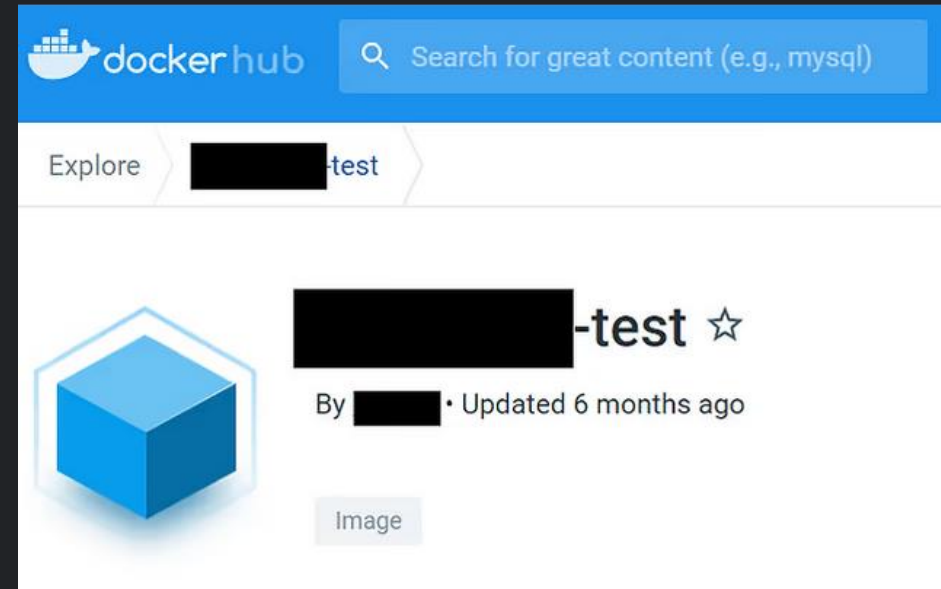 dockerhub Search for great content (e.g., mysql)
Explore -test
-test
By • Updated 6 months ago
Image